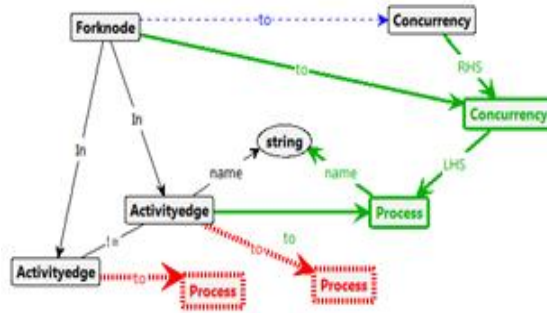 to
Forknode
Concurrency
RHS
to
Concurrency
In
In
string
name
name
LHS
Activityedge
Process
!=
to
to
Activityedge
to
Process
Process